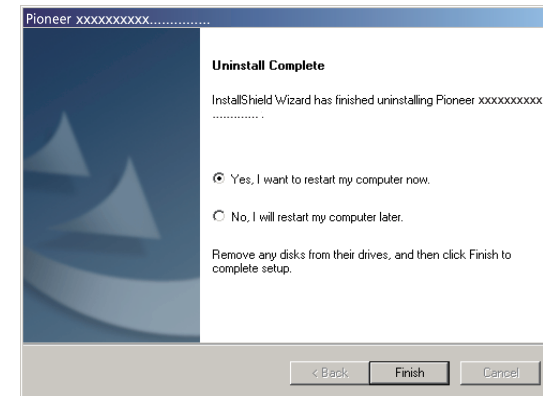 Pioneer xxxxxxxxxx...............
Uninstall Complete
InstallShield Wizard has finished uninstalling Pioneer xxxxxxxxxx
............. .
Yes, I want to restart my computer now.
No, I will restart my computer later.
Remove any disks from their drives, and then click Finish to
complete setup.
< Back Finish Cancel